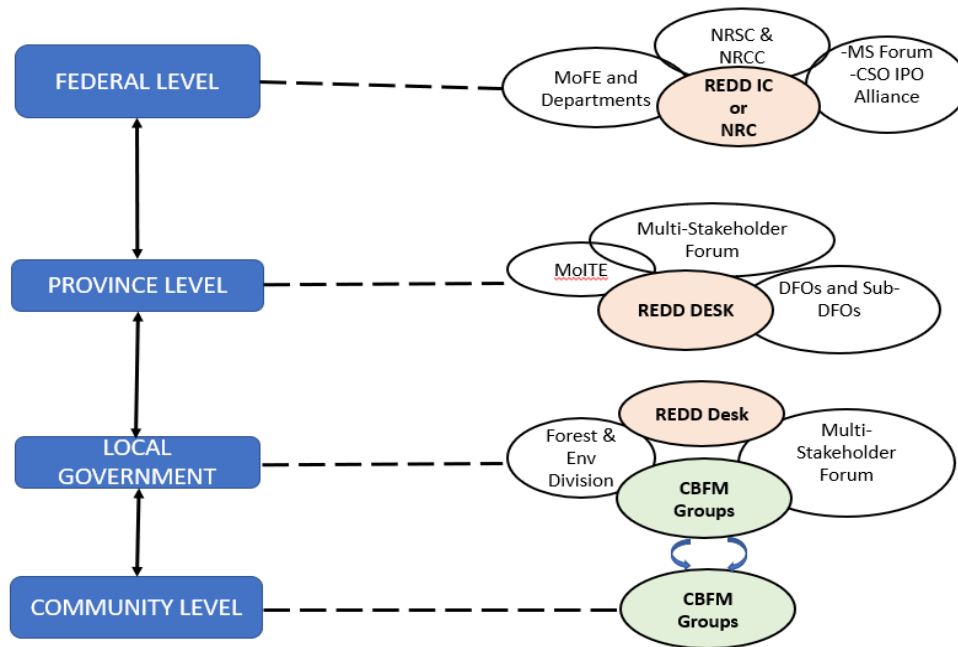 FEDERAL LEVEL
MoFE and
Departments
NRSC &
NRCC
REDD IC
or
NRC
-MS Forum
-CSO IPO
Alliance
PROVINCE LEVEL
MoITE
Multi-Stakeholder
Forum
REDD DESK
DFOs and Sub-
DFOs
LOCAL
GOVERNMENT
Forest &
Env
Division
REDD Desk
Multi-
Stakeholder
Forum
CBFM
Groups
COMMUNITY LEVEL
CBFM
Groups